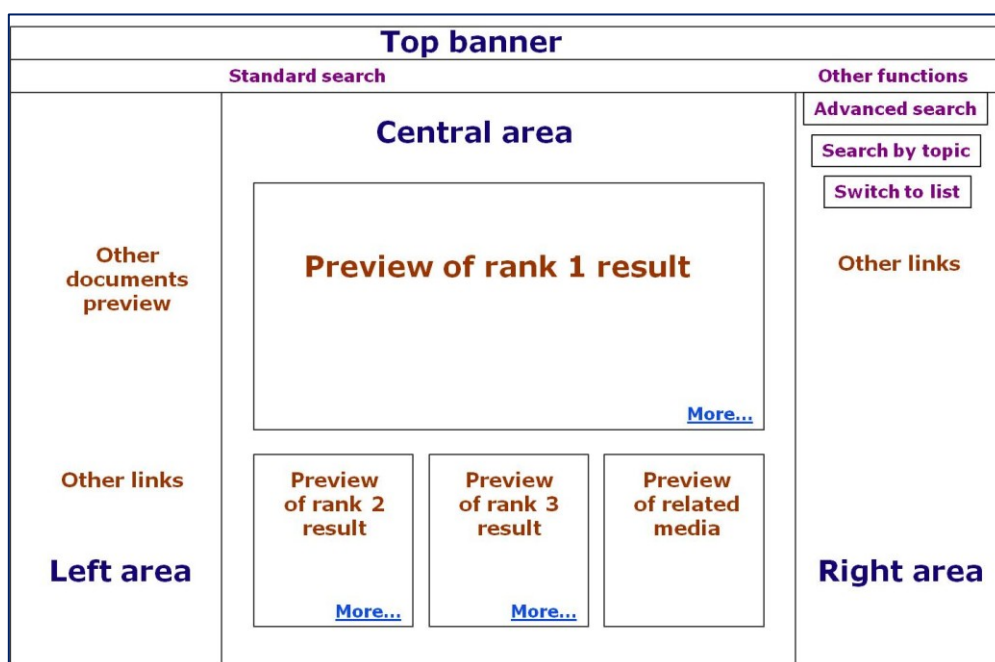 Top banner
Standard search
Other functions
Central area
Advanced search
Search by topic
Switch to list
Other
documents
preview
Preview of rank 1 result
Other links
More...
Other links
Preview
of rank 2
result
Preview
of rank 3
result
Preview
of related
media
Left area
Right area
More...
More...